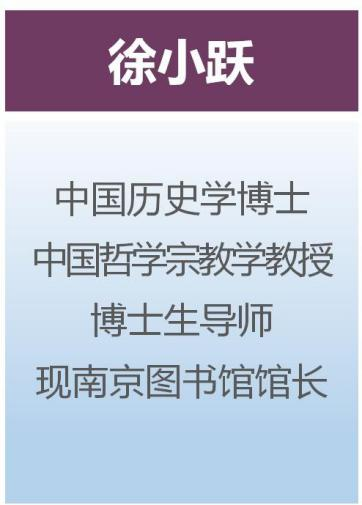 徐小跃
中国历史学博士
中国哲学宗教学教授
博士生导师
现南京图书馆馆长